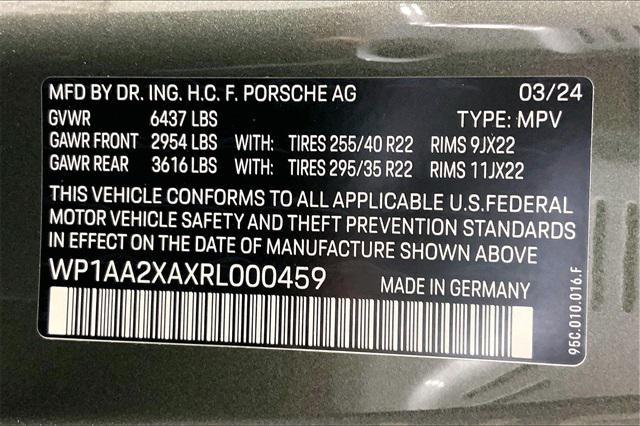 MFD BY DR. ING. H.C. F. PORSCHE AG 03/24
GVWR 6437 LBS TYPE: MPV
GAWR FRONT 2954 LBS WITH: TIRES 255/40 R22 RIMS 9JX22
GAWR REAR 3616 LBS WITH: TIRES 295/35 R22 RIMS 11JX22
THIS VEHICLE CONFORMS TO ALL APPLICABLE U.S.FEDERAL
MOTOR VEHICLE SAFETY AND THEFT PREVENTION STANDARDS
IN EFFECT ON THE DATE OF MANUFACTURE SHOWN ABOVE
WP1AA2XAXRL000459 MADE IN GERMANY
95C.010.016.F